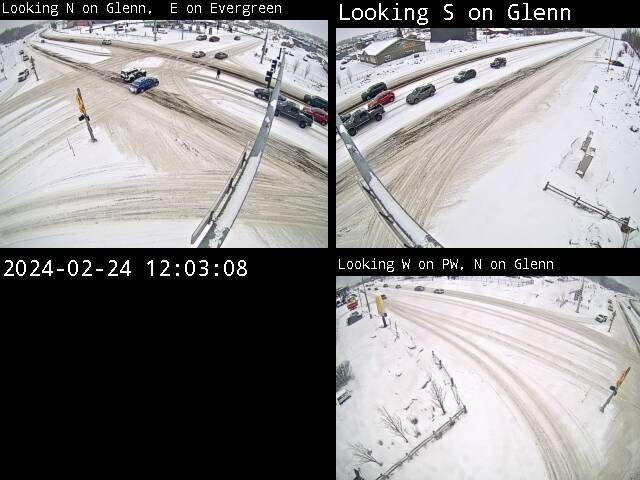 Looking N on Glenn,  E on Evergreen
Looking S on Glenn
2024-02-24 12:03:08
Looking W on PW, N on Glenn